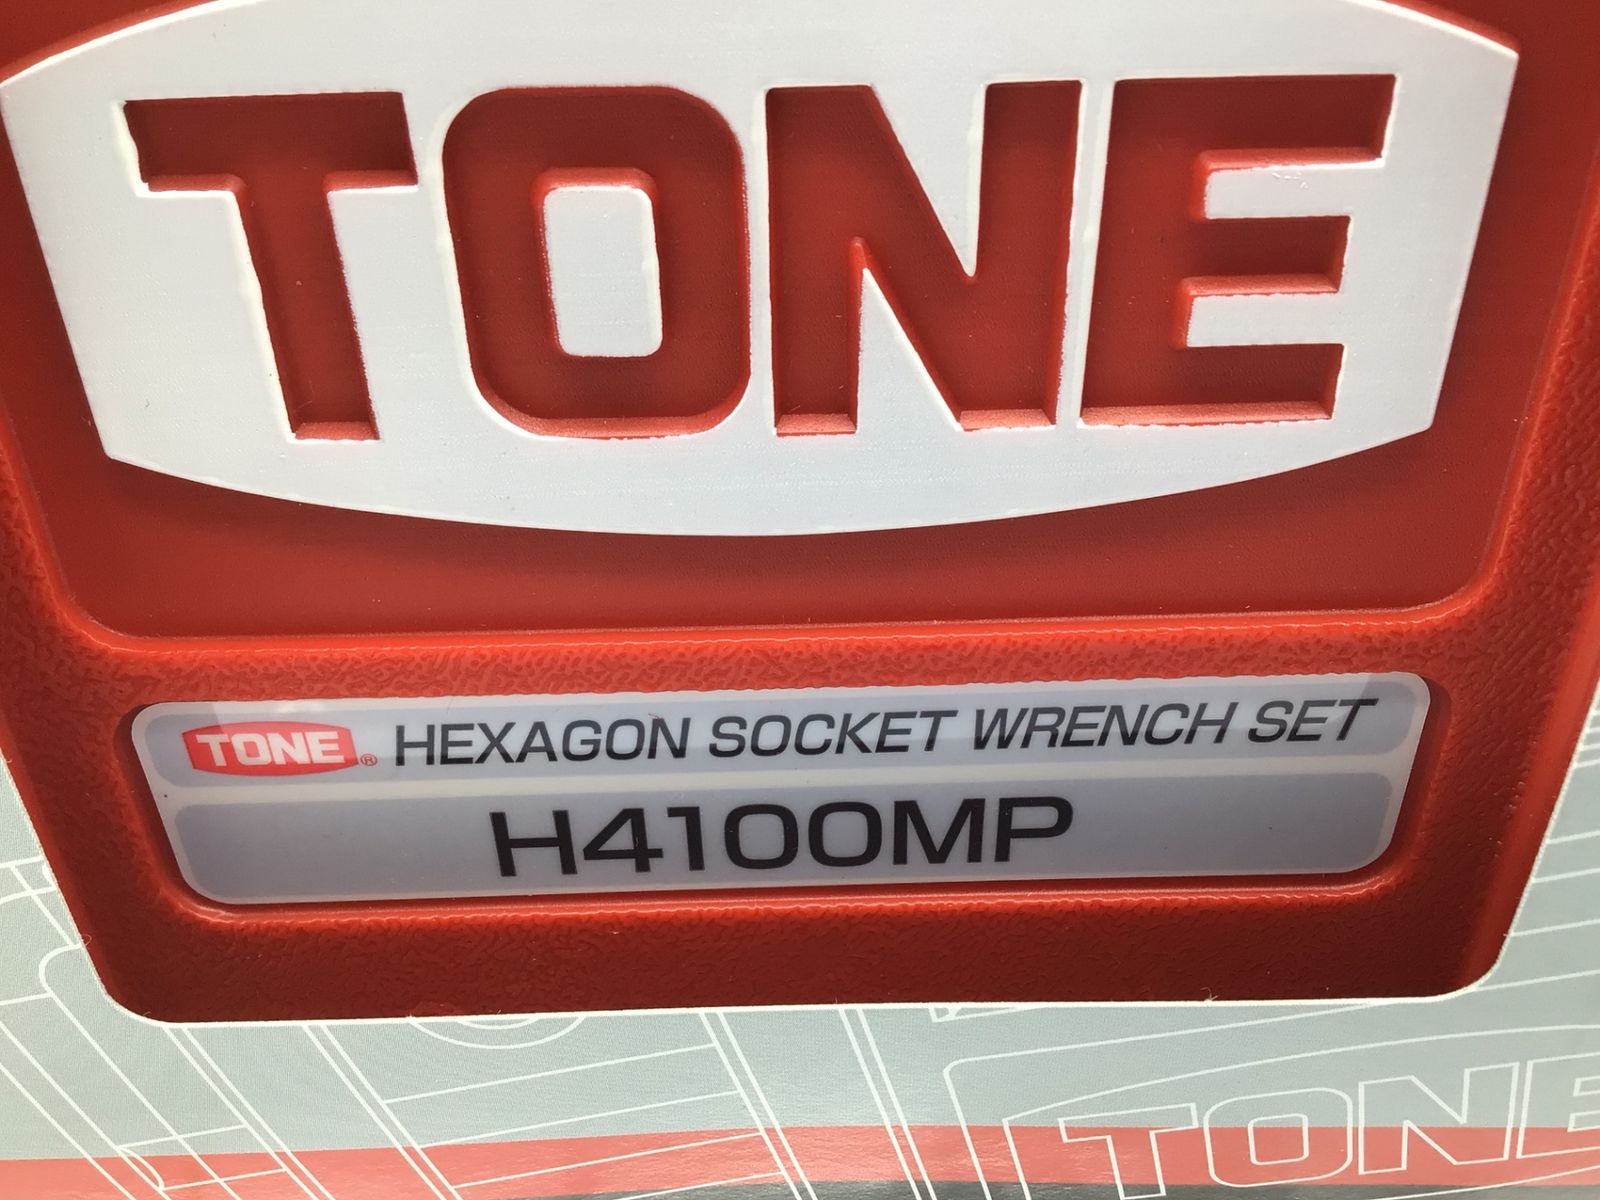 TONE
TONE® HEXAGON SOCKET WRENCH SET
H4100MP
TONE